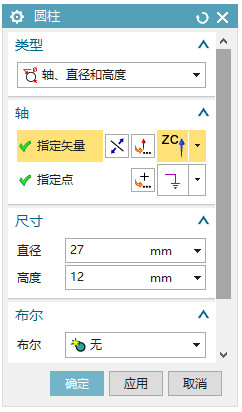 圆柱
类型
轴、直径和高度
轴
指定矢量 ZC
指定点
尺寸
直径 27 mm
高度 12 mm
布尔
布尔 无
确定 应用 取消